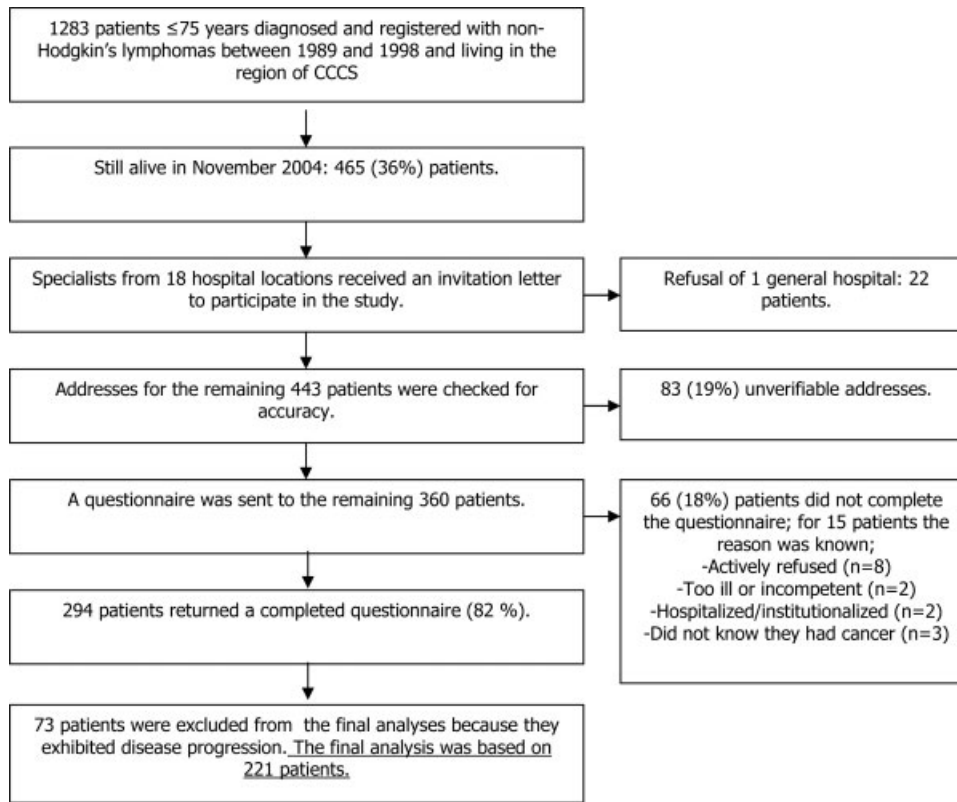 1283 patients ≤75 years diagnosed and registered with non-
Hodgkin's lymphomas between 1989 and 1998 and living in the
region of CCCS
Still alive in November 2004: 465 (36%) patients.
Specialists from 18 hospital locations received an invitation letter
to participate in the study.
Refusal of 1 general hospital: 22
patients.
Addresses for the remaining 443 patients were checked for
accuracy.
83 (19%) unverifiable addresses.
A questionnaire was sent to the remaining 360 patients.
66 (18%) patients did not complete
the questionnaire; for 15 patients the
reason was known;
-Actively refused (n=8)
-Too ill or incompetent (n=2)
-Hospitalized/institutionalized (n=2)
-Did not know they had cancer (n=3)
294 patients returned a completed questionnaire (82 %).
73 patients were excluded from the final analyses because they
exhibited disease progression. The final analysis was based on
221 patients.